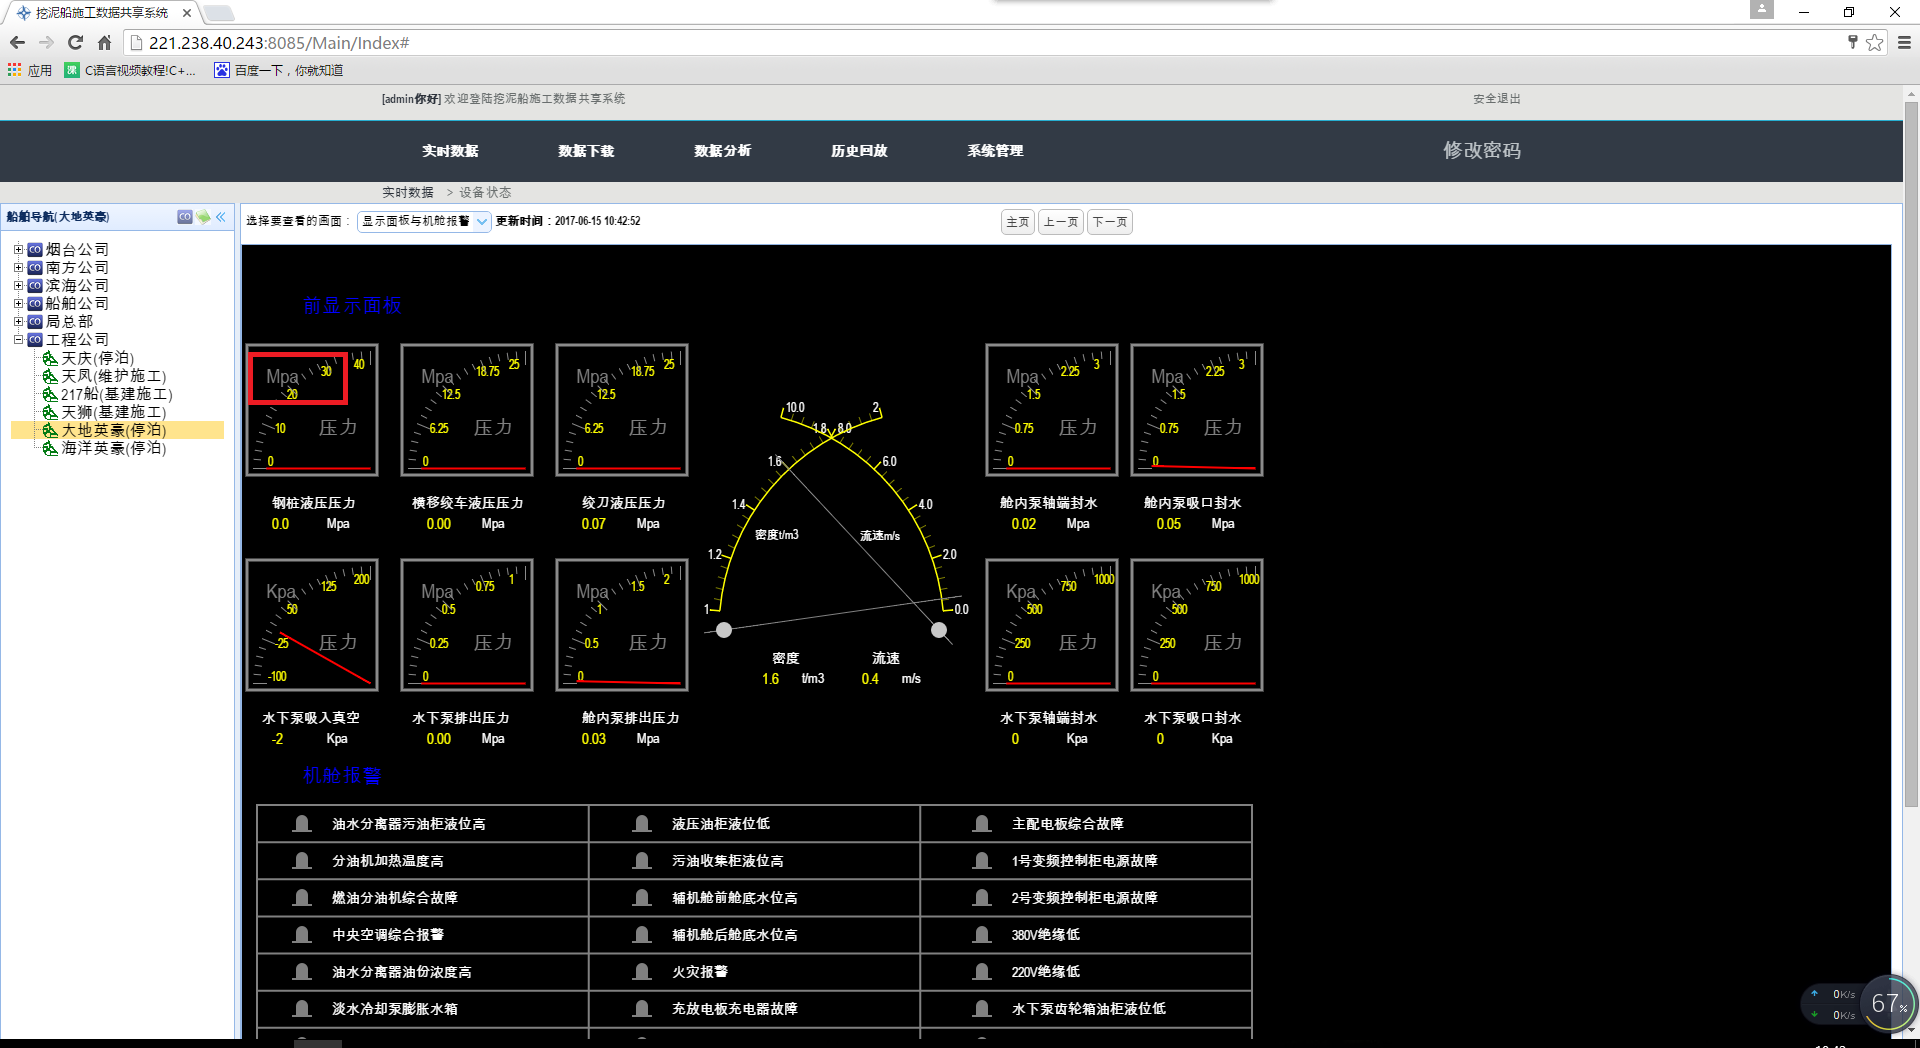 挖泥船施工数据共享系统
221.238.40.243:8085/Main/Index#
应用 C语言视频教程!C+... 百度一下，你就知道
[admin你好] 欢迎登陆挖泥船施工数据共享系统 安全退出
实时数据 数据下载 数据分析 历史回放 系统管理 修改密码
实时数据 > 设备状态
船舶导航(大地英豪) CO
选择要查看的画面： 显示面板与机舱报警 更新时间：2017-06-15 10:42:52 主页 上一页 下一页
CO 烟台公司
CO 南方公司
CO 滨海公司
CO 船舶公司
CO 局总部
CO 工程公司
天庆(停泊)
天凤(维护施工)
217船(基建施工)
天狮(基建施工)
大地英豪(停泊)
海洋英豪(停泊)
前显示面板
Mpa 0 10 20 30 40 压力
钢桩液压压力
0.0 Mpa
Mpa 0 6.25 12.5 18.75 25 压力
横移绞车液压压力
0.00 Mpa
Mpa 0 6.25 12.5 18.75 25 压力
绞刀液压压力
0.07 Mpa
10.0 2
1.8 8.0
1.6 6.0
1.4 4.0
密度t/m3 流速m/s
1.2 2.0
1 0.0
密度 流速
1.6 t/m3 0.4 m/s
Mpa 0 0.75 1.5 2.25 3 压力
舱内泵轴端封水
0.02 Mpa
Mpa 0 0.75 1.5 2.25 3 压力
舱内泵吸口封水
0.05 Mpa
Kpa -100 -25 50 125 200 压力
水下泵吸入真空
-2 Kpa
Mpa 0 0.25 0.5 0.75 1 压力
水下泵排出压力
0.00 Mpa
Mpa 0 0.5 1 1.5 2 压力
舱内泵排出压力
0.03 Mpa
Kpa 0 250 500 750 1000 压力
水下泵轴端封水
0 Kpa
Kpa 0 250 500 750 1000 压力
水下泵吸口封水
0 Kpa
机舱报警
油水分离器污油柜液位高 液压油柜液位低 主配电板综合故障
分油机加热温度高 污油收集柜液位高 1号变频控制柜电源故障
燃油分油机综合故障 辅机舱前舱底水位高 2号变频控制柜电源故障
中央空调综合报警 辅机舱后舱底水位高 380V绝缘低
油水分离器油份浓度高 火灾报警 220V绝缘低
淡水冷却泵膨胀水箱 充放电板充电器故障 水下泵齿轮箱油柜液位低
0K/s
0K/s
67%